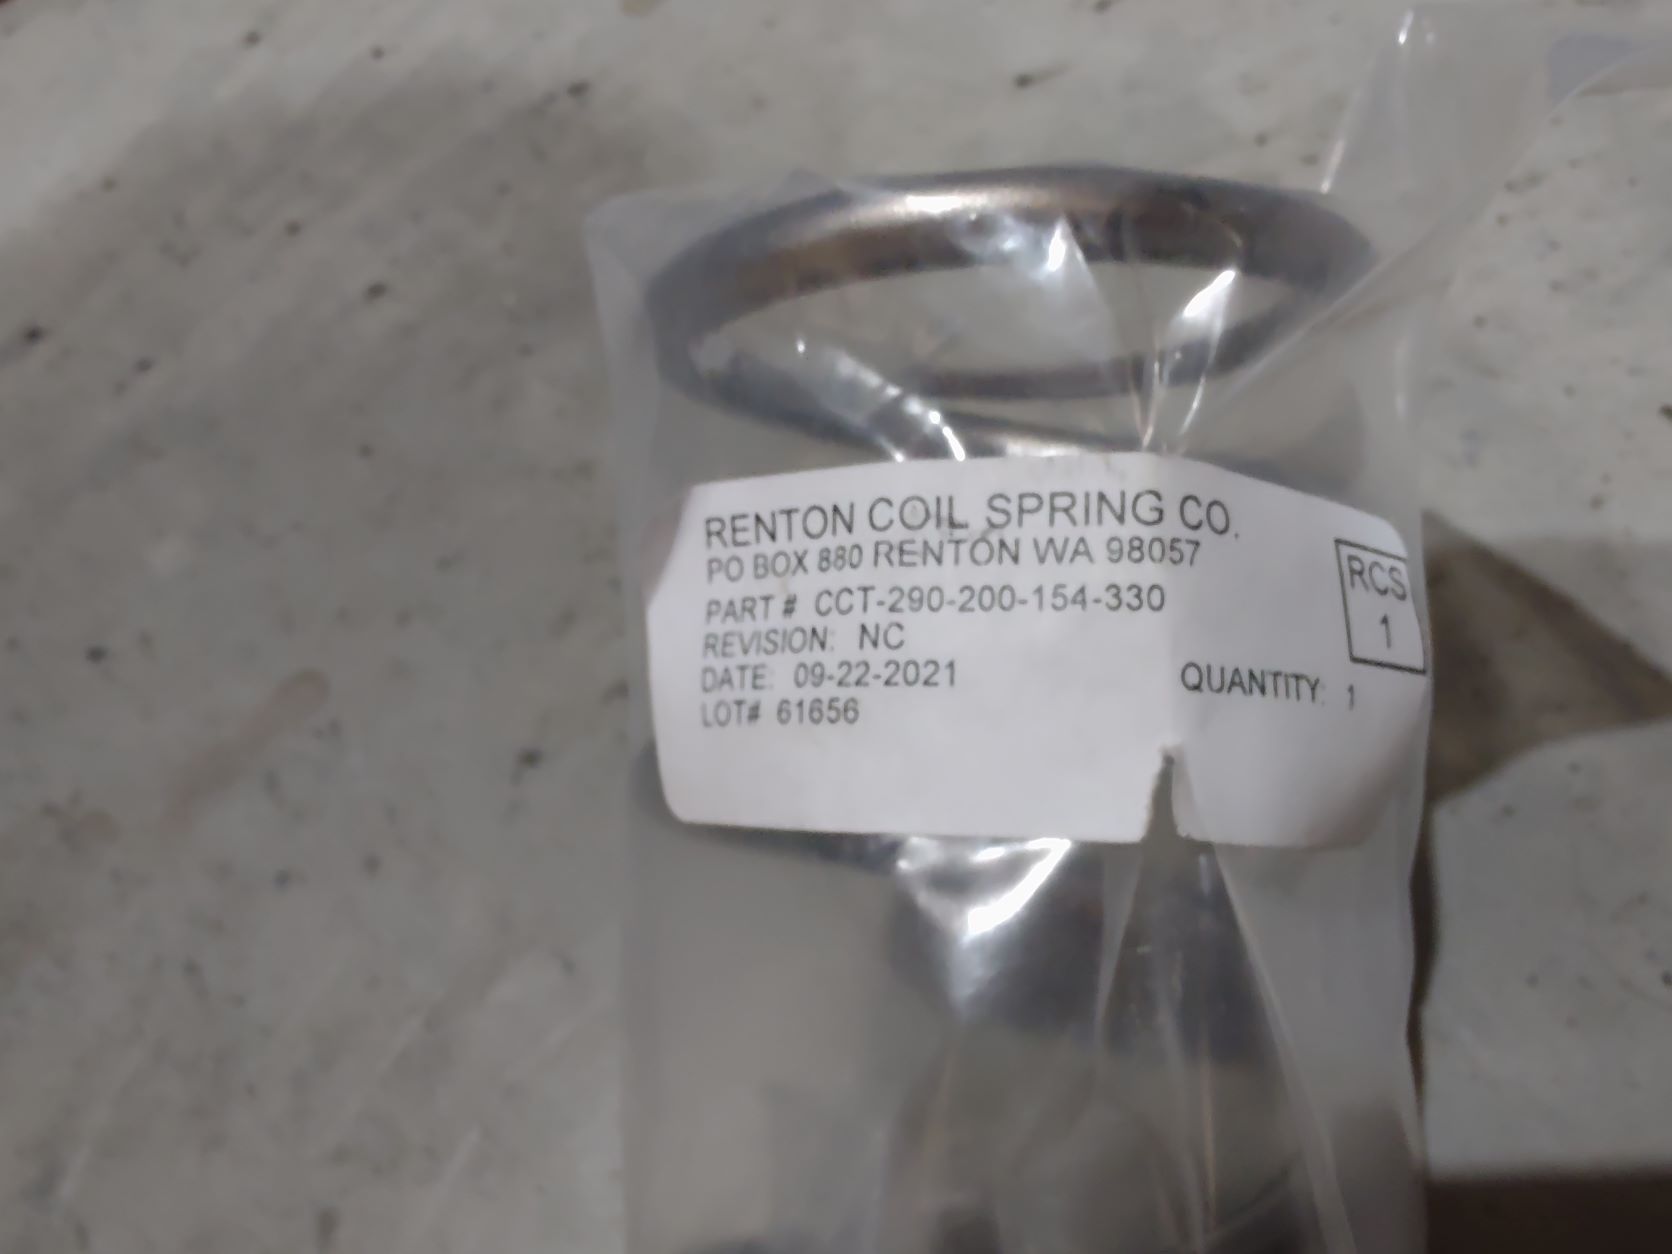 RENTON COIL SPRING CO.
PO BOX 880 RENTON WA 98057
PART # CCT-290-200-154-330
REVISION: NC
DATE: 09-22-2021
LOT# 61656
RCS
1
QUANTITY: 1